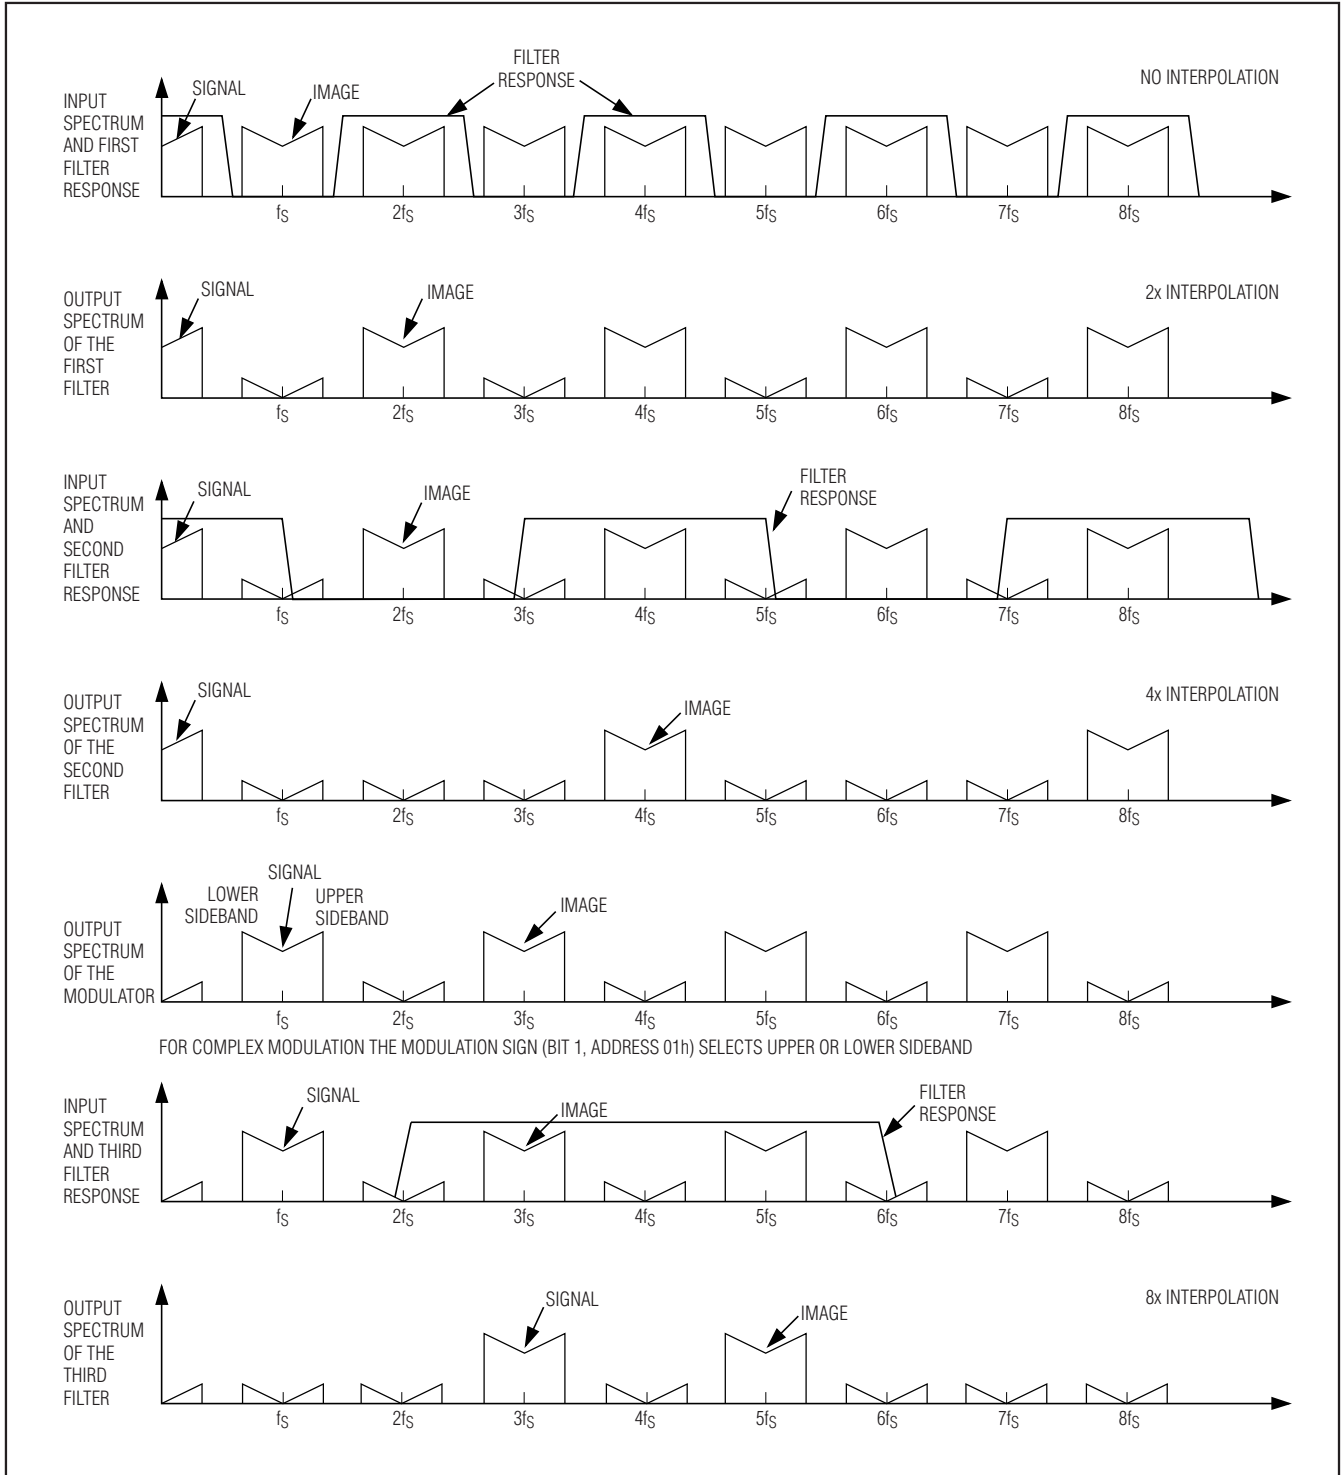 FILTER
RESPONSE
NO INTERPOLATION
SIGNAL
IMAGE
INPUT
SPECTRUM
AND FIRST
FILTER
RESPONSE
fS 2fS 3fS 4fS 5fS 6fS 7fS 8fS
SIGNAL
IMAGE
2x INTERPOLATION
OUTPUT
SPECTRUM
OF THE
FIRST
FILTER
fS 2fS 3fS 4fS 5fS 6fS 7fS 8fS
INPUT
SPECTRUM
AND
SECOND
FILTER
RESPONSE
SIGNAL
IMAGE
FILTER
RESPONSE
fS 2fS 3fS 4fS 5fS 6fS 7fS 8fS
OUTPUT
SPECTRUM
OF THE
SECOND
FILTER
SIGNAL
IMAGE
4x INTERPOLATION
fS 2fS 3fS 4fS 5fS 6fS 7fS 8fS
SIGNAL
LOWER
SIDEBAND
UPPER
SIDEBAND
IMAGE
OUTPUT
SPECTRUM
OF THE
MODULATOR
fS 2fS 3fS 4fS 5fS 6fS 7fS 8fS
FOR COMPLEX MODULATION THE MODULATION SIGN (BIT 1, ADDRESS 01h) SELECTS UPPER OR LOWER SIDEBAND
INPUT
SPECTRUM
AND THIRD
FILTER
RESPONSE
SIGNAL
IMAGE
FILTER
RESPONSE
fS 2fS 3fS 4fS 5fS 6fS 7fS 8fS
OUTPUT
SPECTRUM
OF THE
THIRD
FILTER
SIGNAL
IMAGE
8x INTERPOLATION
fS 2fS 3fS 4fS 5fS 6fS 7fS 8fS